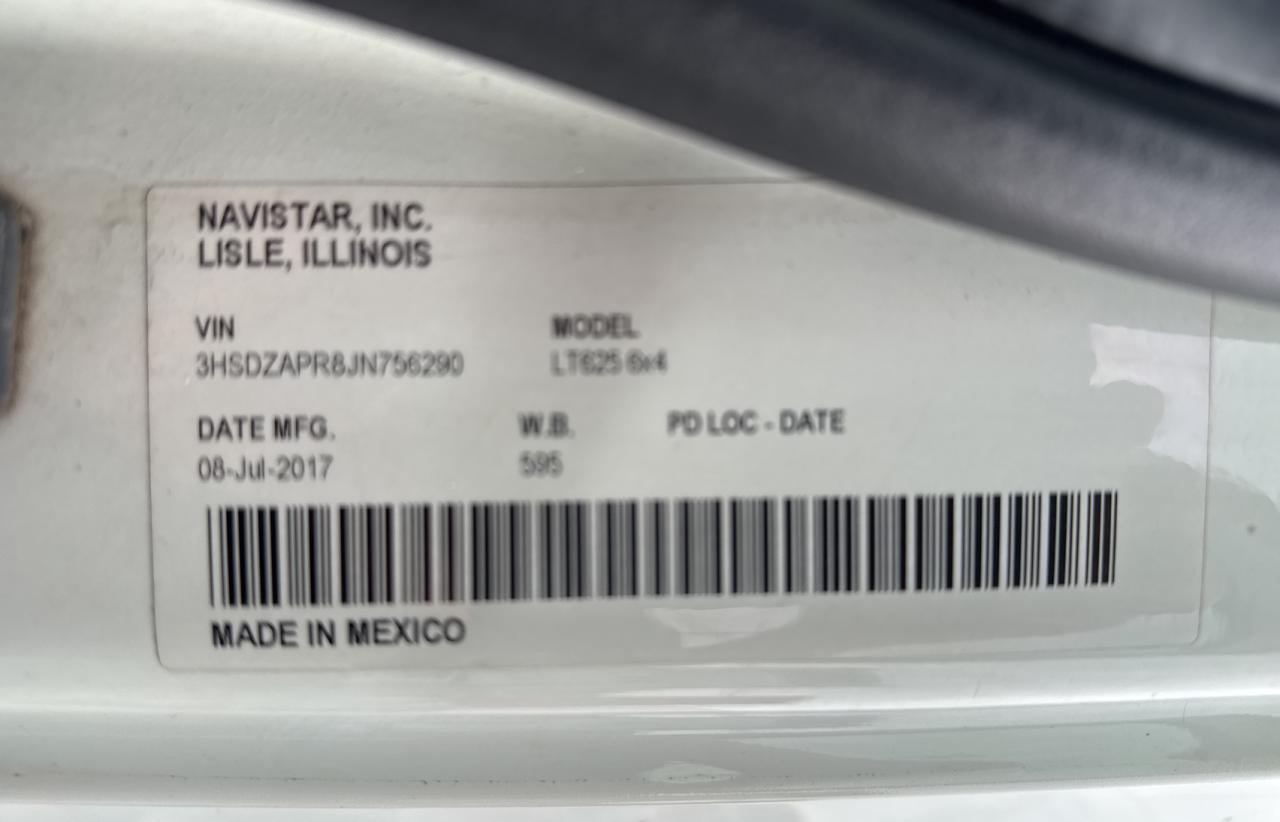 NAVISTAR, INC.
LISLE, ILLINOIS
VIN MODEL
3HSDZAPR8JN756290 LT625 6x4
DATE MFG. W.B. PD LOC - DATE
08-Jul-2017 595
MADE IN MEXICO